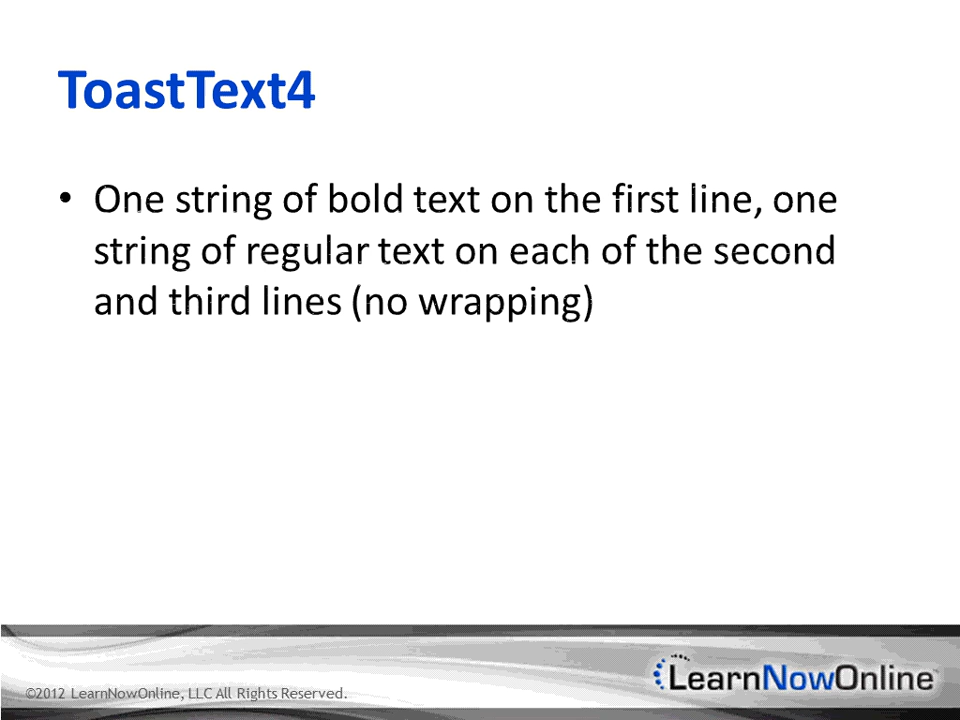 ToastText4
• One string of bold text on the first line, one
string of regular text on each of the second
and third lines (no wrapping)
©2012 LearnNowOnline, LLC All Rights Reserved.
LearnNowOnline